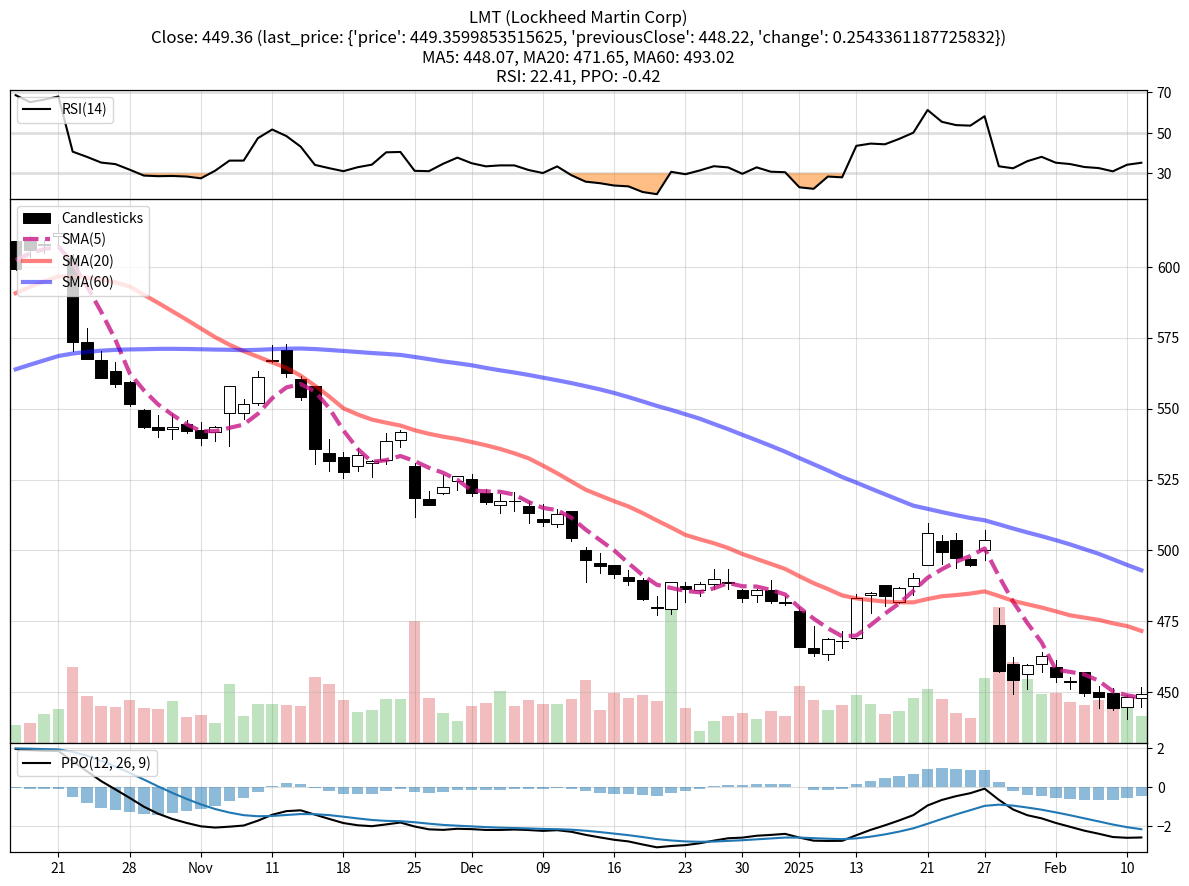 LMT (Lockheed Martin Corp)
Close: 449.36 (last_price: {'price': 449.3599853515625, 'previousClose': 448.22, 'change': 0.2543361187725832})
MA5: 448.07, MA20: 471.65, MA60: 493.02
RSI: 22.41, PPO: -0.42
RSI(14)
70
50
30
Candlesticks
SMA(5)
SMA(20)
SMA(60)
600
575
550
525
500
475
450
PPO(12, 26, 9)
2
0
−2
21 28 Nov 11 18 25 Dec 09 16 23 30 2025 13 21 27 Feb 10